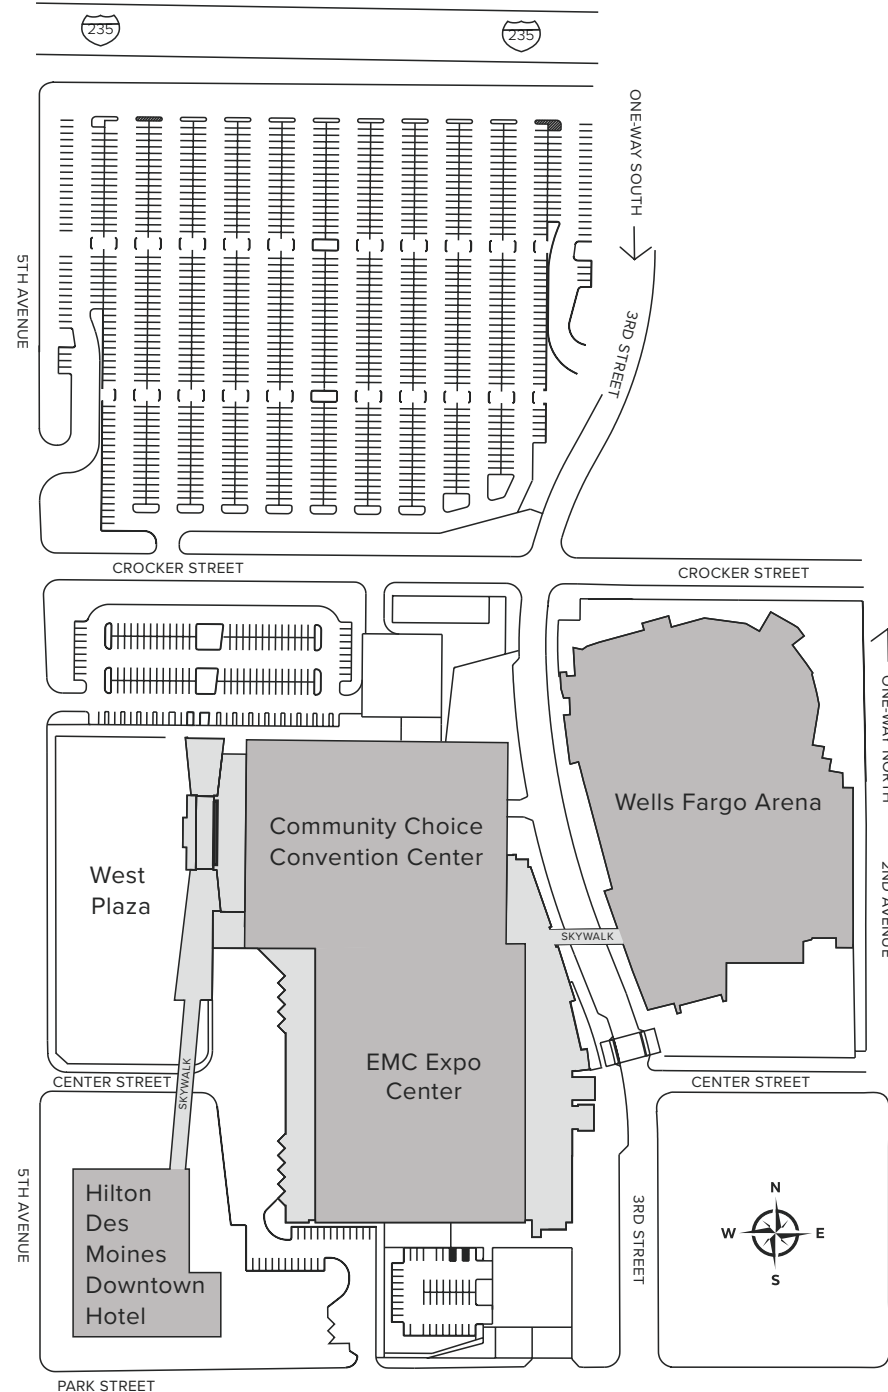 235
235
ONE-WAY SOUTH
5TH AVENUE
3RD STREET
CROCKER STREET
CROCKER STREET
ONE-WAY NORTH
Wells Fargo Arena
Community Choice
Convention Center
West
Plaza
2ND AVENUE
SKYWALK
EMC Expo
Center
SKYWALK
CENTER STREET
CENTER STREET
5TH AVENUE
Hilton
Des
Moines
Downtown
Hotel
3RD STREET
N
W
E
S
PARK STREET